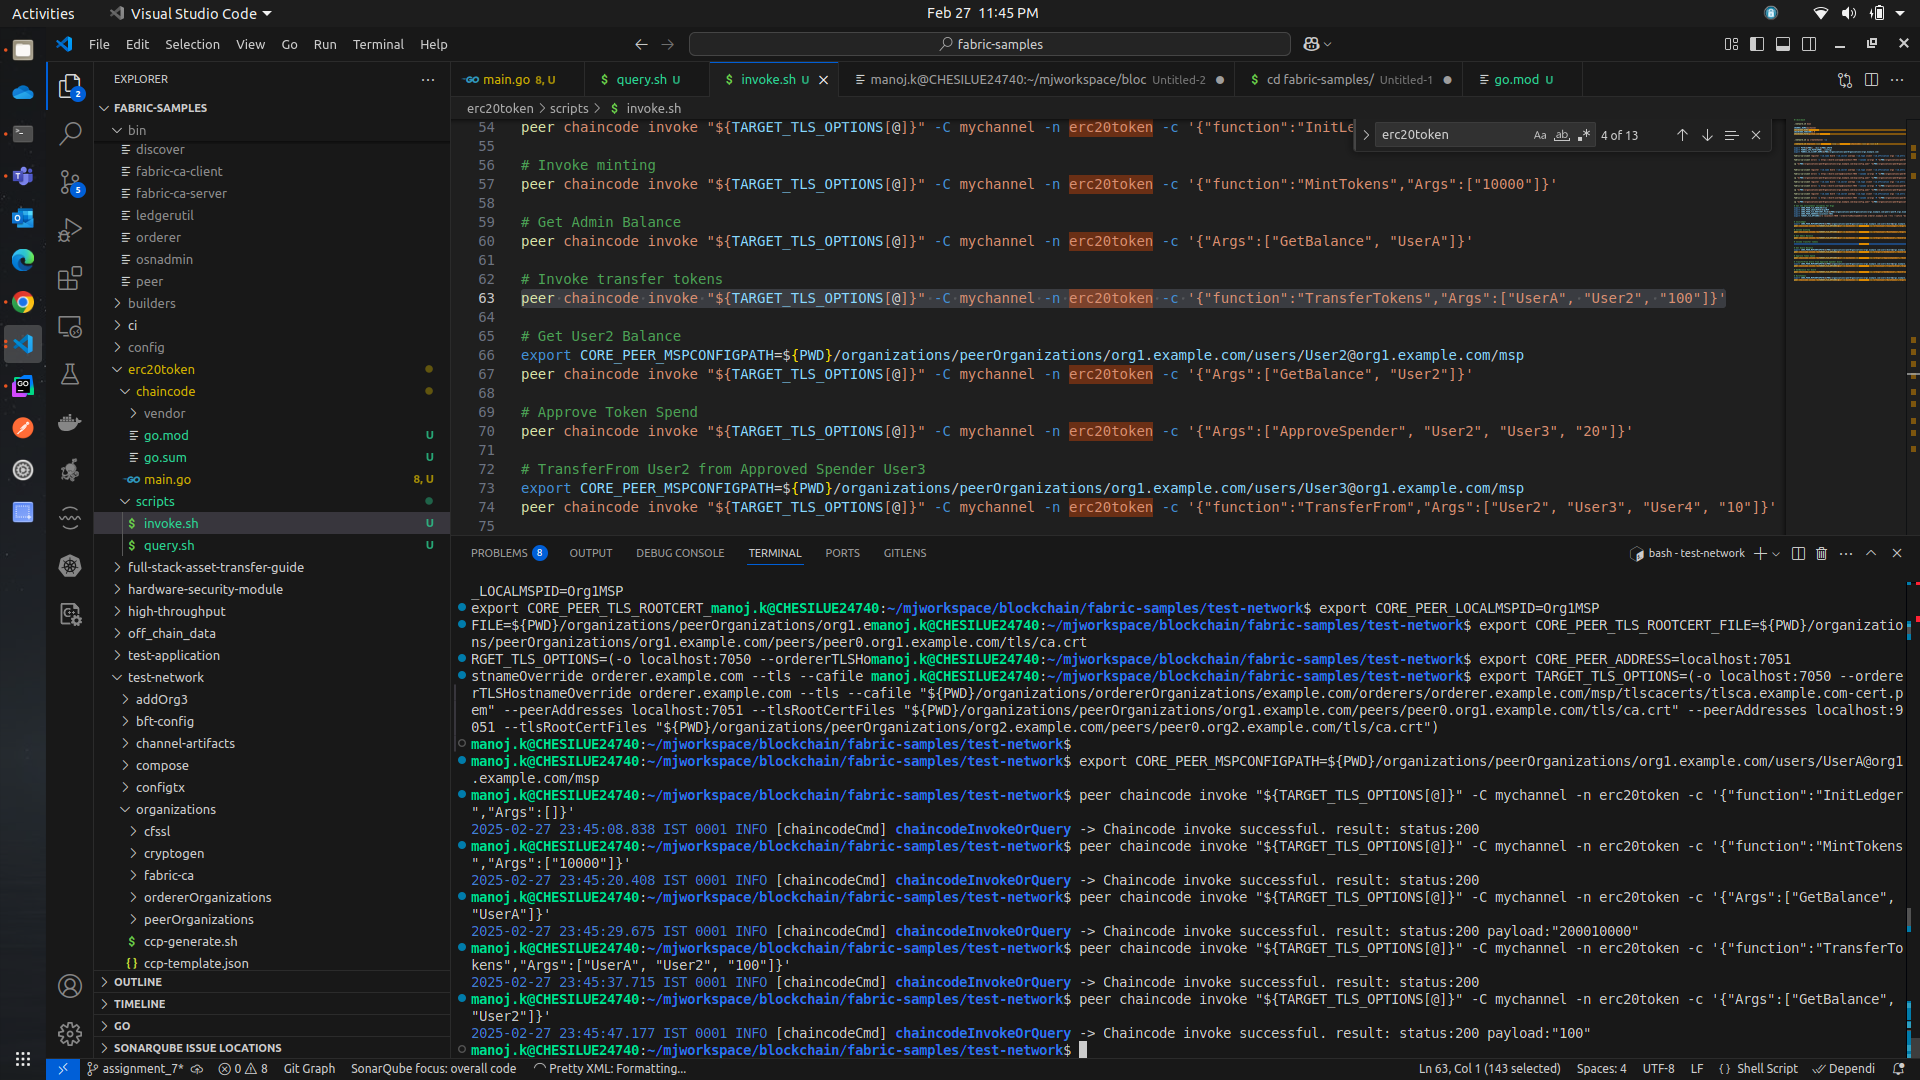 Activities
Visual Studio Code
Feb 27 11:45 PM
File Edit Selection View Go Run Terminal Help
fabric-samples
EXPLORER
FABRIC-SAMPLES
bin
discover
fabric-ca-client
fabric-ca-server
ledgerutil
orderer
osnadmin
peer
builders
ci
config
erc20token
chaincode
vendor
go.mod U
go.sum U
main.go 8, U
scripts
invoke.sh U
query.sh U
full-stack-asset-transfer-guide
hardware-security-module
high-throughput
off_chain_data
test-application
test-network
addOrg3
bft-config
channel-artifacts
compose
configtx
organizations
cfssl
cryptogen
fabric-ca
ordererOrganizations
peerOrganizations
ccp-generate.sh
ccp-template.json
OUTLINE
TIMELINE
GO
SONARQUBE ISSUE LOCATIONS
2
5
main.go 8, U
query.sh U
invoke.sh U
manoj.k@CHESILUE24740:~/mjworkspace/bloc Untitled-2
cd fabric-samples/ Untitled-1
go.mod U
erc20token > scripts > $ invoke.sh
erc20token
4 of 13
54 peer chaincode invoke "${TARGET_TLS_OPTIONS[@]}" -C mychannel -n erc20token -c '{"function":"InitLe
55
56 # Invoke minting
57 peer chaincode invoke "${TARGET_TLS_OPTIONS[@]}" -C mychannel -n erc20token -c '{"function":"MintTokens","Args":["10000"]}'
58
59 # Get Admin Balance
60 peer chaincode invoke "${TARGET_TLS_OPTIONS[@]}" -C mychannel -n erc20token -c '{"Args":["GetBalance", "UserA"]}'
61
62 # Invoke transfer tokens
63 peer chaincode invoke "${TARGET_TLS_OPTIONS[@]}" -C mychannel -n erc20token -c '{"function":"TransferTokens","Args":["UserA", "User2", "100"]}'
64
65 # Get User2 Balance
66 export CORE_PEER_MSPCONFIGPATH=${PWD}/organizations/peerOrganizations/org1.example.com/users/User2@org1.example.com/msp
67 peer chaincode invoke "${TARGET_TLS_OPTIONS[@]}" -C mychannel -n erc20token -c '{"Args":["GetBalance", "User2"]}'
68
69 # Approve Token Spend
70 peer chaincode invoke "${TARGET_TLS_OPTIONS[@]}" -C mychannel -n erc20token -c '{"Args":["ApproveSpender", "User2", "User3", "20"]}'
71
72 # TransferFrom User2 from Approved Spender User3
73 export CORE_PEER_MSPCONFIGPATH=${PWD}/organizations/peerOrganizations/org1.example.com/users/User3@org1.example.com/msp
74 peer chaincode invoke "${TARGET_TLS_OPTIONS[@]}" -C mychannel -n erc20token -c '{"function":"TransferFrom","Args":["User2", "User3", "User4", "10"]}'
75
PROBLEMS 8 OUTPUT DEBUG CONSOLE TERMINAL PORTS GITLENS
bash - test-network
_LOCALMSPID=Org1MSP
export CORE_PEER_TLS_ROOTCERT_manoj.k@CHESILUE24740:~/mjworkspace/blockchain/fabric-samples/test-network$ export CORE_PEER_LOCALMSPID=Org1MSP
FILE=${PWD}/organizations/peerOrganizations/org1.emanoj.k@CHESILUE24740:~/mjworkspace/blockchain/fabric-samples/test-network$ export CORE_PEER_TLS_ROOTCERT_FILE=${PWD}/organizatio
ns/peerOrganizations/org1.example.com/peers/peer0.org1.example.com/tls/ca.crt
RGET_TLS_OPTIONS=(-o localhost:7050 --ordererTLSHomanoj.k@CHESILUE24740:~/mjworkspace/blockchain/fabric-samples/test-network$ export CORE_PEER_ADDRESS=localhost:7051
stnameOverride orderer.example.com --tls --cafile manoj.k@CHESILUE24740:~/mjworkspace/blockchain/fabric-samples/test-network$ export TARGET_TLS_OPTIONS=(-o localhost:7050 --ordere
rTLSHostnameOverride orderer.example.com --tls --cafile "${PWD}/organizations/ordererOrganizations/example.com/orderers/orderer.example.com/msp/tlscacerts/tlsca.example.com-cert.p
em" --peerAddresses localhost:7051 --tlsRootCertFiles "${PWD}/organizations/peerOrganizations/org1.example.com/peers/peer0.org1.example.com/tls/ca.crt" --peerAddresses localhost:9
051 --tlsRootCertFiles "${PWD}/organizations/peerOrganizations/org2.example.com/peers/peer0.org2.example.com/tls/ca.crt")
manoj.k@CHESILUE24740:~/mjworkspace/blockchain/fabric-samples/test-network$
manoj.k@CHESILUE24740:~/mjworkspace/blockchain/fabric-samples/test-network$ export CORE_PEER_MSPCONFIGPATH=${PWD}/organizations/peerOrganizations/org1.example.com/users/UserA@org1
.example.com/msp
manoj.k@CHESILUE24740:~/mjworkspace/blockchain/fabric-samples/test-network$ peer chaincode invoke "${TARGET_TLS_OPTIONS[@]}" -C mychannel -n erc20token -c '{"function":"InitLedger
","Args":[]}'
2025-02-27 23:45:08.838 IST 0001 INFO [chaincodeCmd] chaincodeInvokeOrQuery -> Chaincode invoke successful. result: status:200
manoj.k@CHESILUE24740:~/mjworkspace/blockchain/fabric-samples/test-network$ peer chaincode invoke "${TARGET_TLS_OPTIONS[@]}" -C mychannel -n erc20token -c '{"function":"MintTokens
","Args":["10000"]}'
2025-02-27 23:45:20.408 IST 0001 INFO [chaincodeCmd] chaincodeInvokeOrQuery -> Chaincode invoke successful. result: status:200
manoj.k@CHESILUE24740:~/mjworkspace/blockchain/fabric-samples/test-network$ peer chaincode invoke "${TARGET_TLS_OPTIONS[@]}" -C mychannel -n erc20token -c '{"Args":["GetBalance",
"UserA"]}'
2025-02-27 23:45:29.675 IST 0001 INFO [chaincodeCmd] chaincodeInvokeOrQuery -> Chaincode invoke successful. result: status:200 payload:"200010000"
manoj.k@CHESILUE24740:~/mjworkspace/blockchain/fabric-samples/test-network$ peer chaincode invoke "${TARGET_TLS_OPTIONS[@]}" -C mychannel -n erc20token -c '{"function":"TransferTo
kens","Args":["UserA", "User2", "100"]}'
2025-02-27 23:45:37.715 IST 0001 INFO [chaincodeCmd] chaincodeInvokeOrQuery -> Chaincode invoke successful. result: status:200
manoj.k@CHESILUE24740:~/mjworkspace/blockchain/fabric-samples/test-network$ peer chaincode invoke "${TARGET_TLS_OPTIONS[@]}" -C mychannel -n erc20token -c '{"Args":["GetBalance",
"User2"]}'
2025-02-27 23:45:47.177 IST 0001 INFO [chaincodeCmd] chaincodeInvokeOrQuery -> Chaincode invoke successful. result: status:200 payload:"100"
manoj.k@CHESILUE24740:~/mjworkspace/blockchain/fabric-samples/test-network$
assignment_7* 0 8 Git Graph SonarQube focus: overall code Pretty XML: Formatting...
Ln 63, Col 1 (143 selected) Spaces: 4 UTF-8 LF Shell Script Dependi